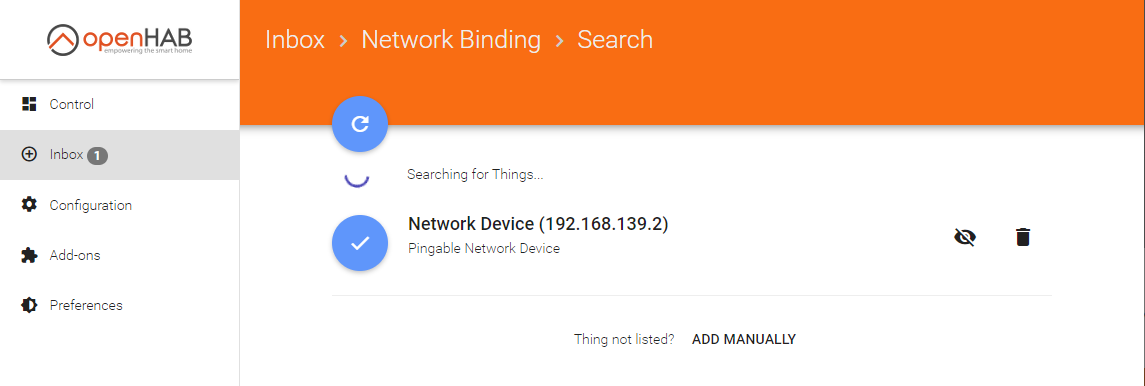 openHAB
empowering the smart home
Inbox > Network Binding > Search
Control
Inbox 1
Configuration
Add-ons
Preferences
Searching for Things...
Network Device (192.168.139.2)
Pingable Network Device
Thing not listed? ADD MANUALLY